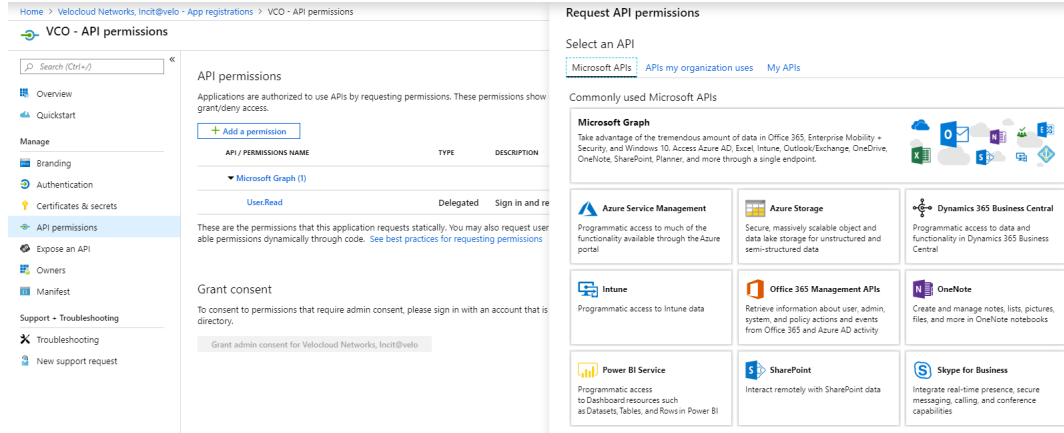 Home > Velocloud Networks, Incit@velo - App registrations > VCO - API permissions
VCO - API permissions
Search (Ctrl+/)
«
Overview
Quickstart
Manage
Branding
Authentication
Certificates & secrets
API permissions
Expose an API
Owners
Manifest
Support + Troubleshooting
Troubleshooting
New support request
API permissions
Applications are authorized to use APIs by requesting permissions. These permissions show
grant/deny access.
+ Add a permission
API / PERMISSIONS NAME TYPE DESCRIPTION
Microsoft Graph (1)
User.Read Delegated Sign in and re
These are the permissions that this application requests statically. You may also request user
able permissions dynamically through code. See best practices for requesting permissions
Grant consent
To consent to permissions that require admin consent, please sign in with an account that is
directory.
Grant admin consent for Velocloud Networks, Incit@velo
Request API permissions
Select an API
Microsoft APIs APIs my organization uses My APIs
Commonly used Microsoft APIs
Microsoft Graph
Take advantage of the tremendous amount of data in Office 365, Enterprise Mobility +
Security, and Windows 10. Access Azure AD, Excel, Intune, Outlook/Exchange, OneDrive,
OneNote, SharePoint, Planner, and more through a single endpoint.
Azure Service Management
Programmatic access to much of the
functionality available through the Azure
portal
Azure Storage
Secure, massively scalable object and
data lake storage for unstructured and
semi-structured data
Dynamics 365 Business Central
Programmatic access to data and
functionality in Dynamics 365 Business
Central
Intune
Programmatic access to Intune data
Office 365 Management APIs
Retrieve information about user, admin,
system, and policy actions and events
from Office 365 and Azure AD activity
OneNote
Create and manage notes, lists, pictures,
files, and more in OneNote notebooks
Power BI Service
Programmatic access
to Dashboard resources such
as Datasets, Tables, and Rows in Power BI
SharePoint
Interact remotely with SharePoint data
Skype for Business
Integrate real-time presence, secure
messaging, calling, and conference
capabilities